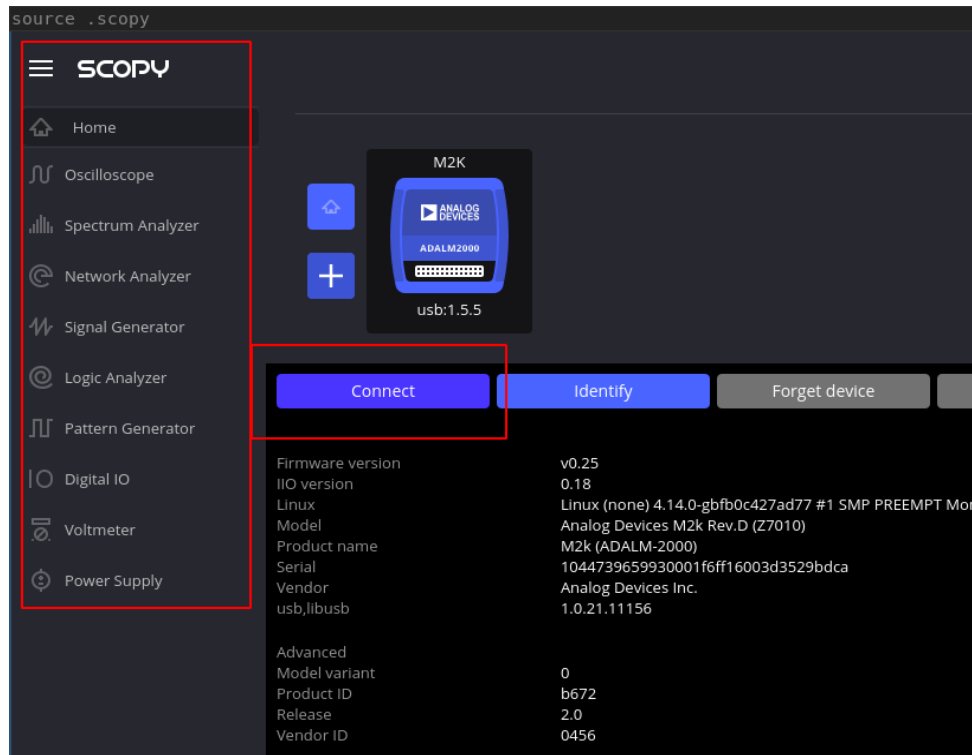 source .scopy
SCOPY
Home
Oscilloscope
Spectrum Analyzer
Network Analyzer
Signal Generator
Logic Analyzer
Pattern Generator
Digital IO
Voltmeter
Power Supply
M2K
ANALOG
DEVICES
ADALM2000
usb:1.5.5
Connect Identify Forget device
Firmware version v0.25
IIO version 0.18
Linux Linux (none) 4.14.0-gbfb0c427ad77 #1 SMP PREEMPT Mon
Model Analog Devices M2k Rev.D (Z7010)
Product name M2k (ADALM-2000)
Serial 1044739659930001f6ff16003d3529bdca
Vendor Analog Devices Inc.
usb,libusb 1.0.21.11156
Advanced
Model variant 0
Product ID b672
Release 2.0
Vendor ID 0456